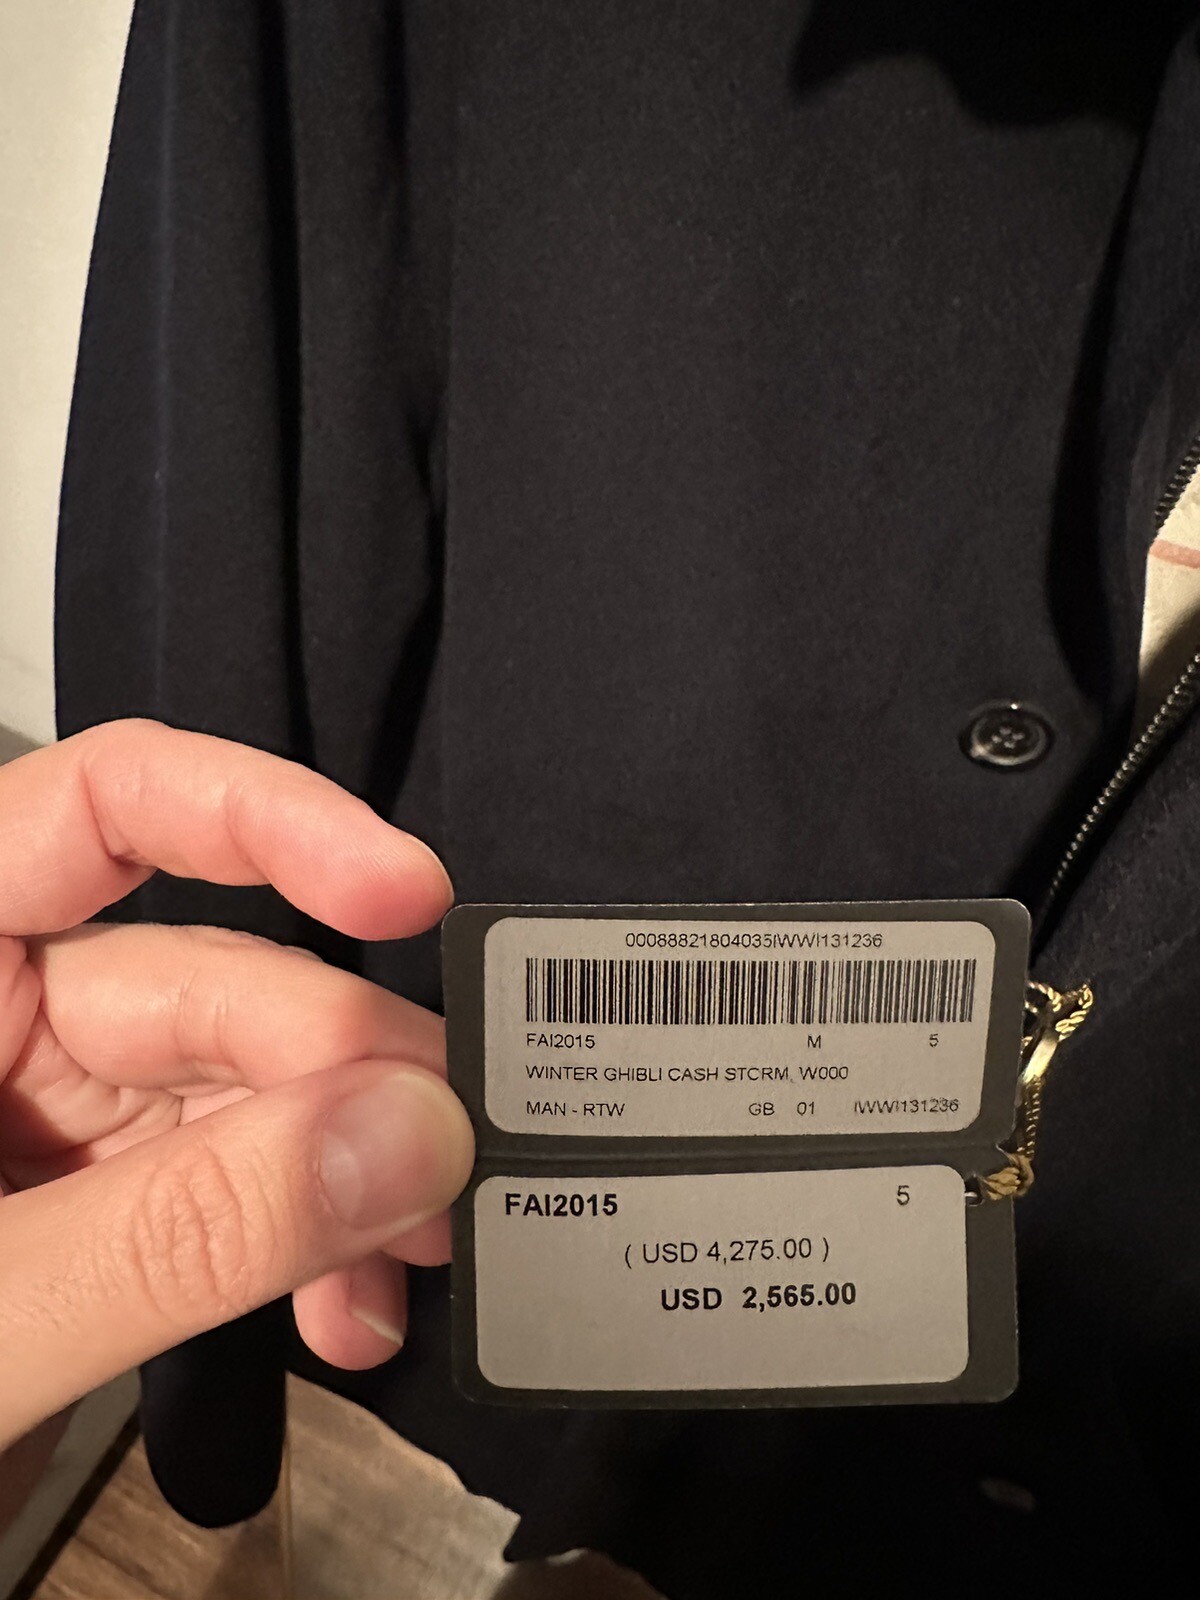 00088821804035IWWI131236
FAI2015 M 5
WINTER GHIBLI CASH STCRM, W000
MAN - RTW GB 01 IWWI131236
FAI2015 5
( USD 4,275.00 )
USD 2,565.00